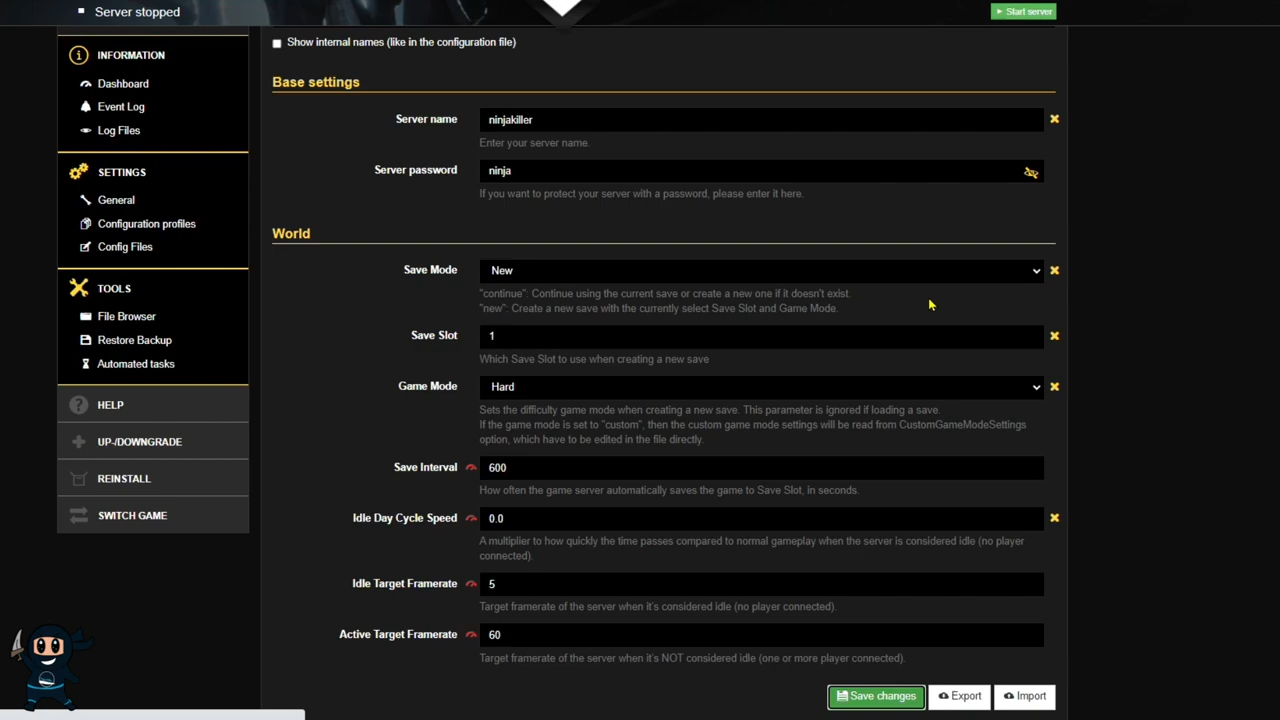 Server stopped
Start server
INFORMATION
Dashboard
Event Log
Log Files
SETTINGS
General
Configuration profiles
Config Files
TOOLS
File Browser
Restore Backup
Automated tasks
HELP
UP-/DOWNGRADE
REINSTALL
SWITCH GAME
Show internal names (like in the configuration file)
Base settings
Server name
ninjakiller
Enter your server name.
Server password
ninja
If you want to protect your server with a password, please enter it here.
World
Save Mode
New
"continue": Continue using the current save or create a new one if it doesn't exist.
"new": Create a new save with the currently select Save Slot and Game Mode.
Save Slot
1
Which Save Slot to use when creating a new save
Game Mode
Hard
Sets the difficulty game mode when creating a new save. This parameter is ignored if loading a save.
If the game mode is set to "custom", then the custom game mode settings will be read from CustomGameModeSettings
option, which have to be edited in the file directly.
Save Interval
600
How often the game server automatically saves the game to Save Slot, in seconds.
Idle Day Cycle Speed
0.0
A multiplier to how quickly the time passes compared to normal gameplay when the server is considered idle (no player
connected).
Idle Target Framerate
5
Target framerate of the server when it's considered idle (no player connected).
Active Target Framerate
60
Target framerate of the server when it's NOT considered idle (one or more player connected).
Save changes
Export
Import